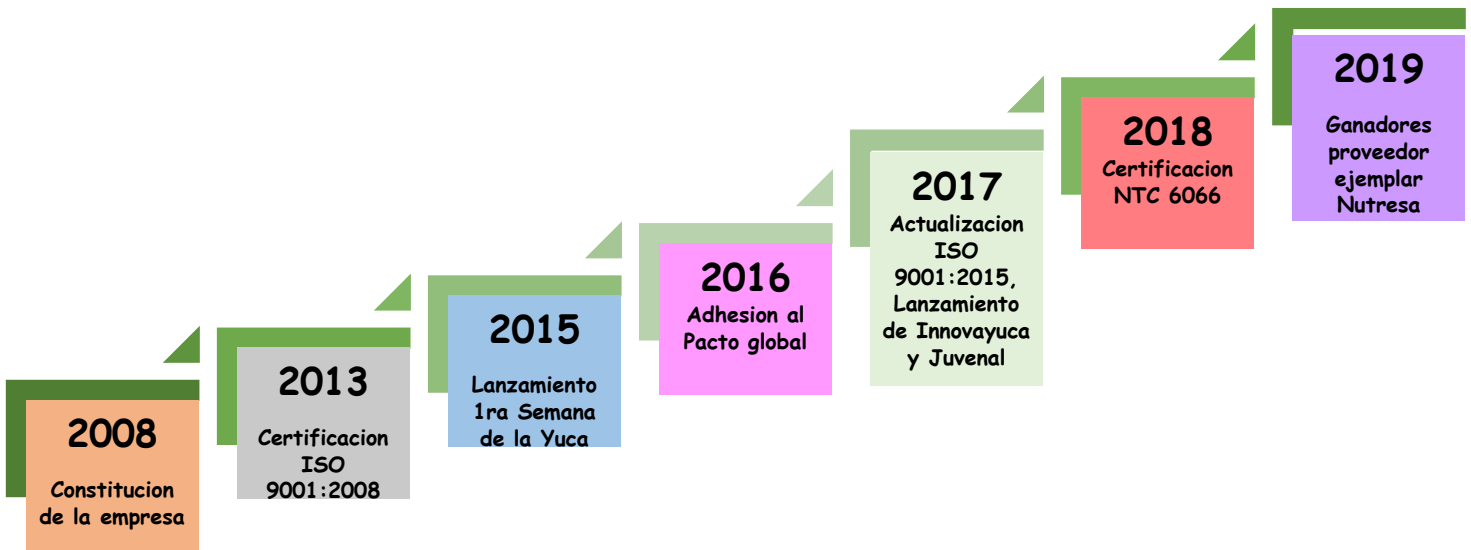 2008
Constitucion
de la empresa
2013
Certificacion
ISO
9001:2008
2015
Lanzamiento
1ra Semana
de la Yuca
2016
Adhesion al
Pacto global
2017
Actualizacion
ISO
9001:2015,
Lanzamiento
de Innovayuca
y Juvenal
2018
Certificacion
NTC 6066
2019
Ganadores
proveedor
ejemplar
Nutresa